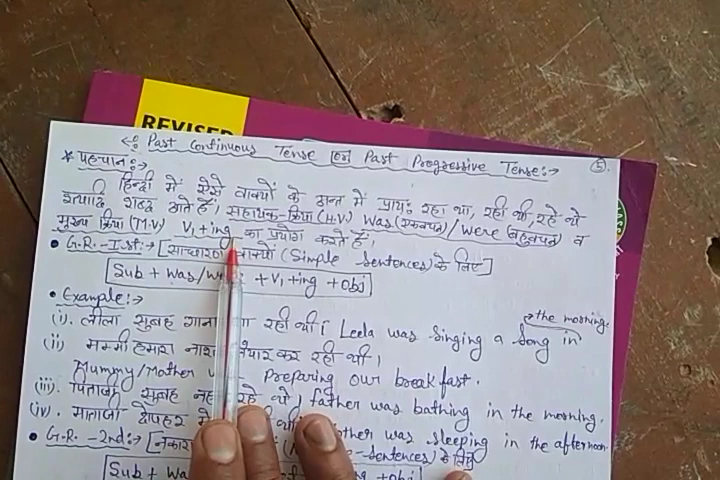 REVISED
Past Continuous Tense or Past Progressive Tense:→ 5.
* पहचान:→
हिन्दी में ऐसे वाक्यों के अन्त में प्रायः रहा था, रही थी, रहे थे
इत्यादि शब्द आते हैं। सहायक-क्रिया (H.V.) Was (एकवचन) / Were (बहुवचन) व
मुख्य क्रिया (M.V.) V₁+ing का प्रयोग करते हैं।
• G.R.-Ist:→ [साधारण वाक्यों (Simple sentences) के लिए]
Sub + was/ + V₁ +ing + obj
• Example:→
(i). लीला सुबह गाना रही थी। Leela was singing a song in
→the morning.
(ii) मम्मी हमारा कर रही थी।
Mummy/Mother preparing our breakfast.
(iii). पिताजी सुबह रहे थे। father was bathing in the morning.
(iv). माताजी दोपहर में थी। was sleeping in the afternoon.
• G.R.-2nd:→ -sentences) के लिए
Sub + + obj